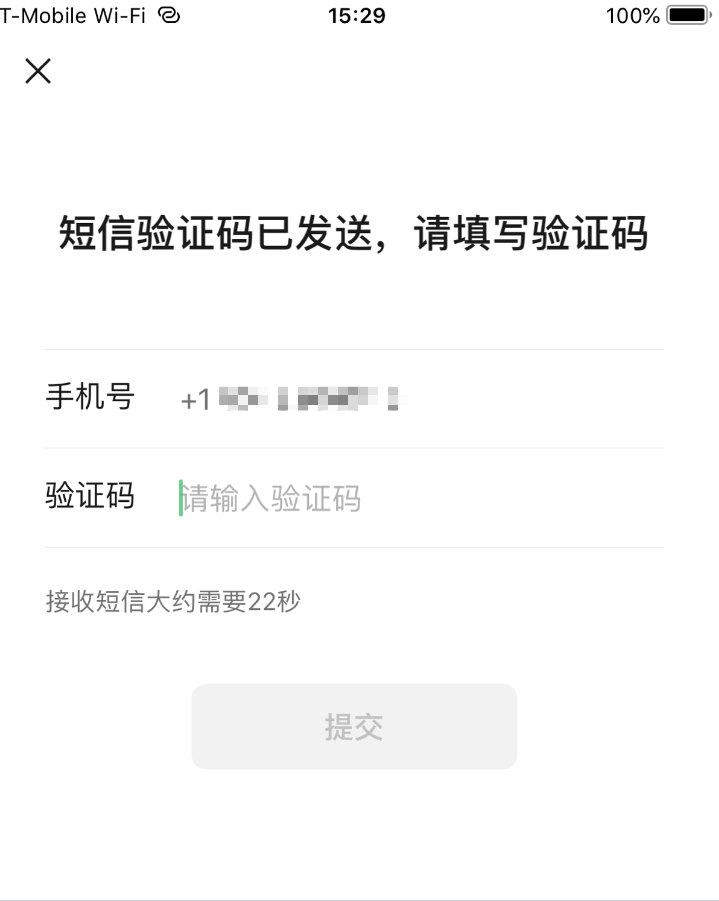 T-Mobile Wi-Fi 15:29 100%
短信验证码已发送，请填写验证码
手机号 +1
验证码 请输入验证码
接收短信大约需要22秒
提交